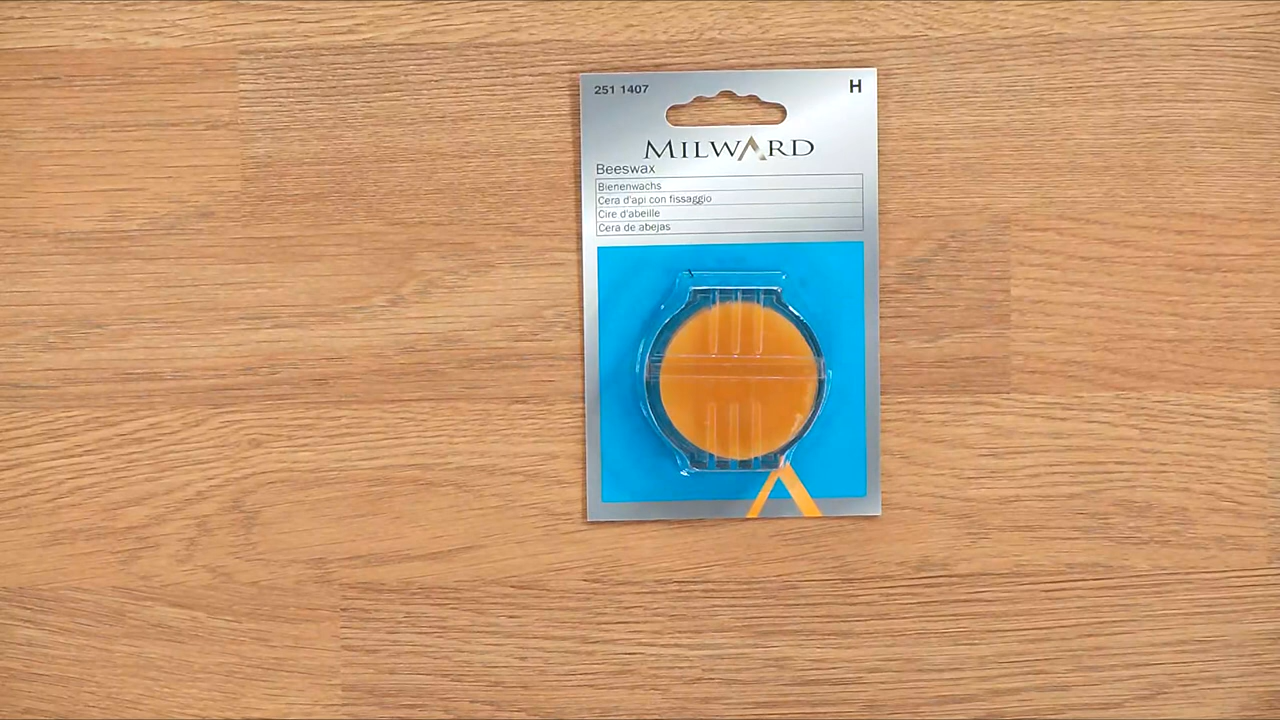 251 1407
H
MILWARD
Beeswax
Bienenwachs
Cera d'api con fissaggio
Cire d'abeille
Cera de abejas